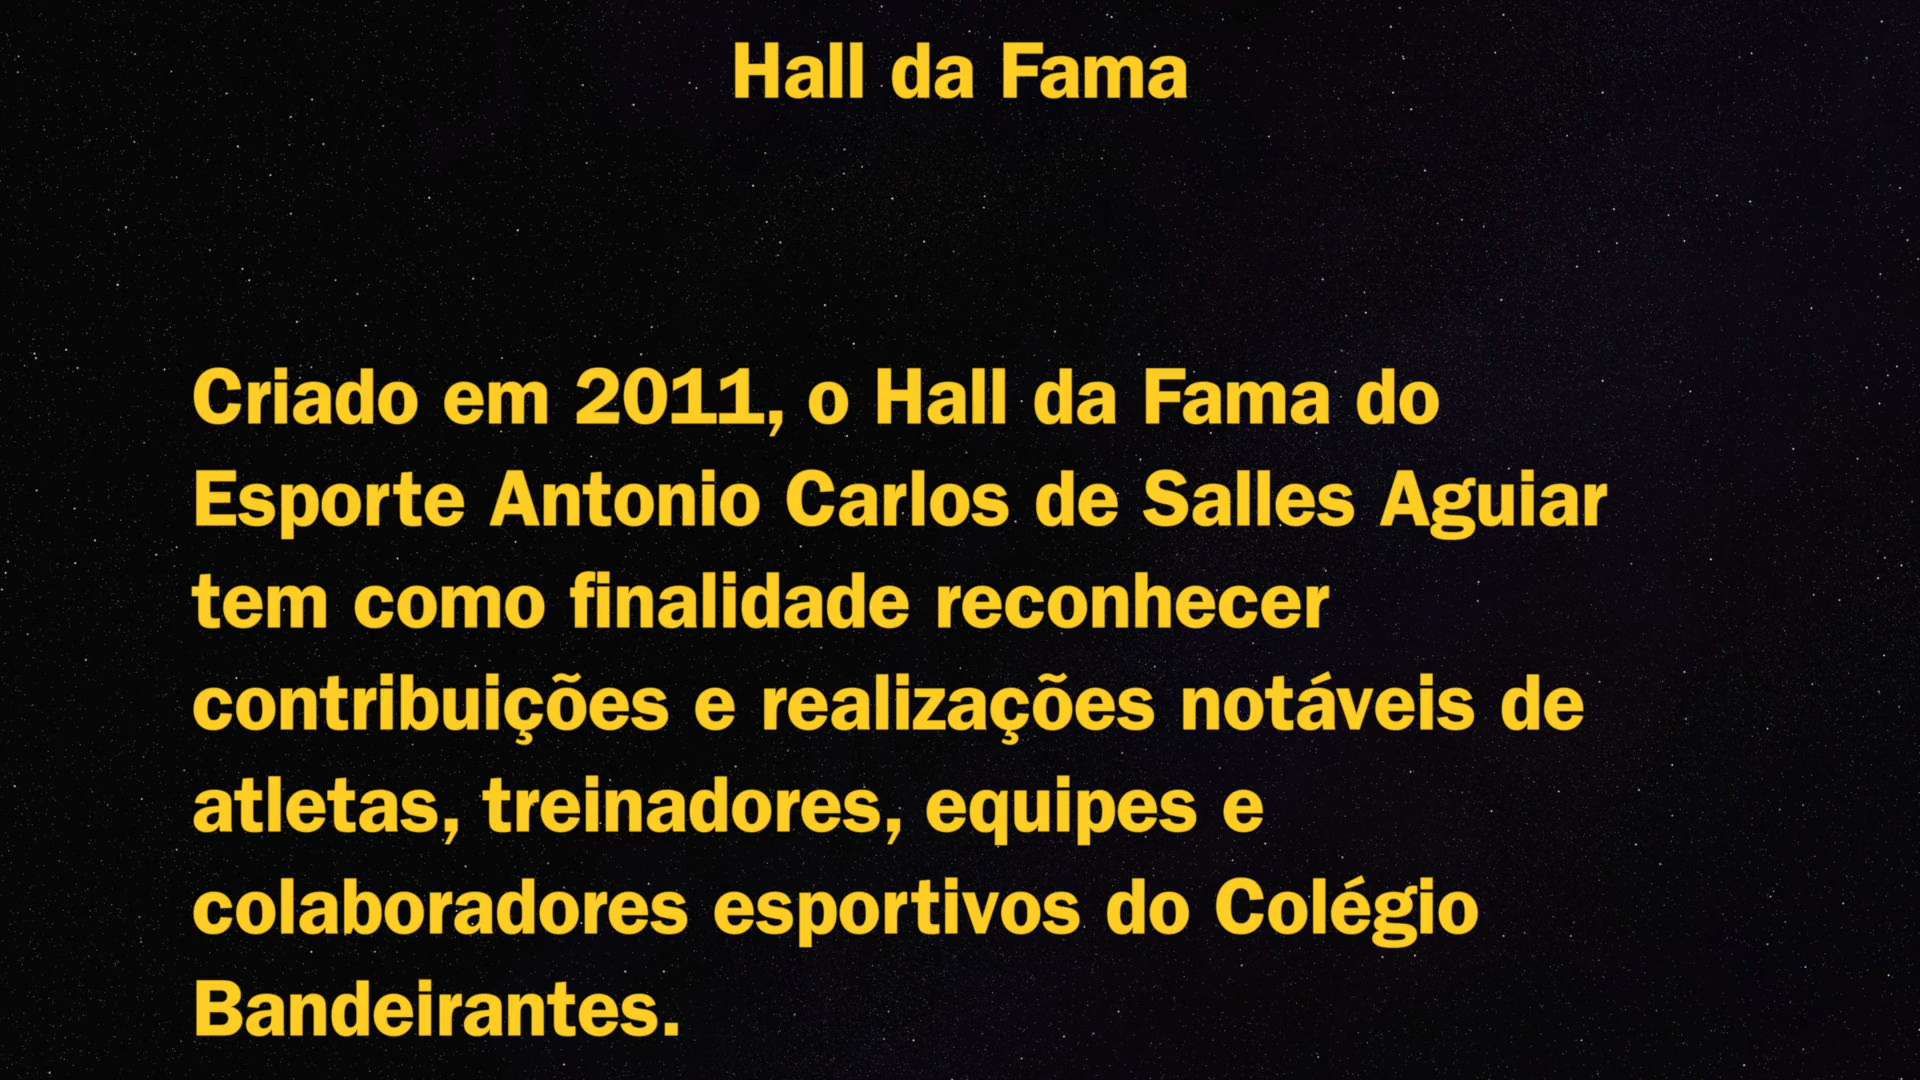 Hall da Fama
Criado em 2011, o Hall da Fama do
Esporte Antonio Carlos de Salles Aguiar
tem como finalidade reconhecer
contribuições e realizações notáveis de
atletas, treinadores, equipes e
colaboradores esportivos do Colégio
Bandeirantes.